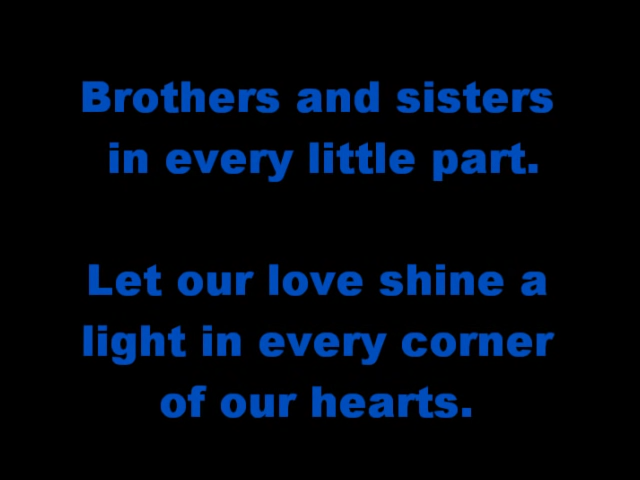 Brothers and sisters
in every little part.
Let our love shine a
light in every corner
of our hearts.